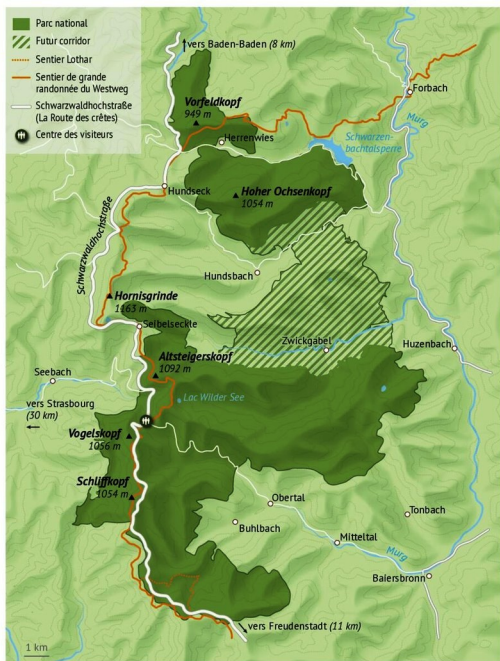 Parc national
Futur corridor
Sentier Lothar
Sentier de grande
randonnée du Westweg
Schwarzwaldhochstraße
(La Route des crêtes)
Centre des visiteurs
vers Baden-Baden (8 km)
Forbach
Murg
Vorfeldkopf
949 m
Herrenwies
Schwarzen-
bachtalsperre
Hundseck
Hoher Ochsenkopf
1054 m
Schwarzwaldhochstraße
Hundsbach
Hornisgrinde
1163 m
Seibelseckle
Zwickgabel
Huzenbach
Altsteigerskopf
1092 m
Seebach
vers Strasbourg
(30 km)
Lac Wilder See
Vogelskopf
1056 m
Schliffkopf
1054 m
Obertal
Tonbach
Buhlbach
Mitteltal
Murg
Baiersbronn
vers Freudenstadt (11 km)
1 km